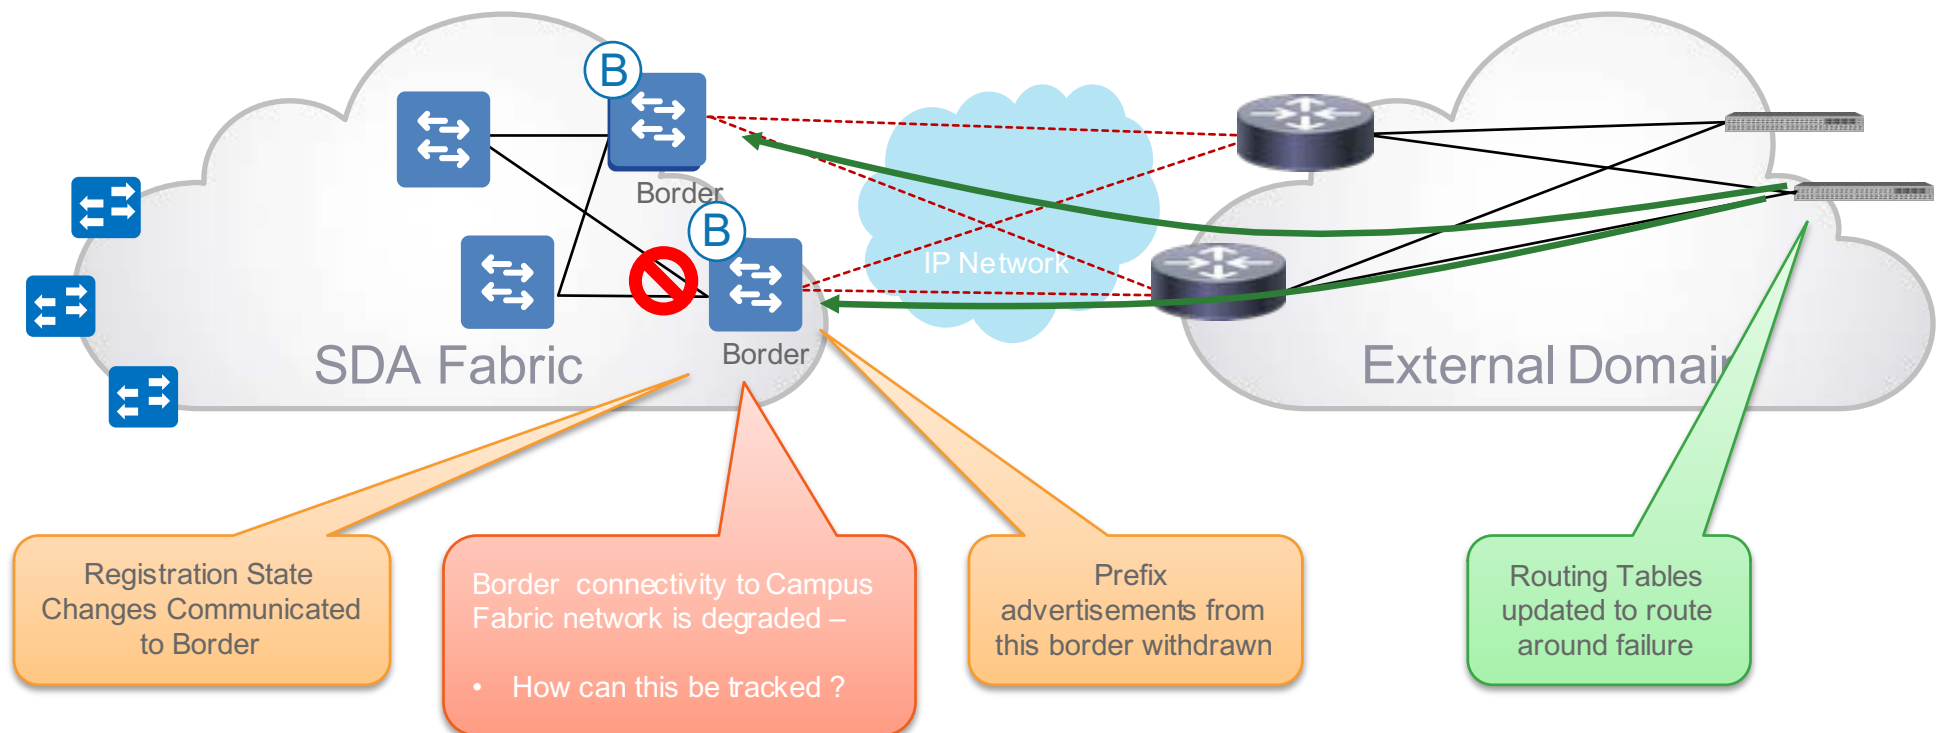 B
Border
B
IP Network
Border
SDA Fabric
External Domain
Registration State
Changes Communicated
to Border
Border connectivity to Campus
Fabric network is degraded –
• How can this be tracked ?
Prefix
advertisements from
this border withdrawn
Routing Tables
updated to route
around failure